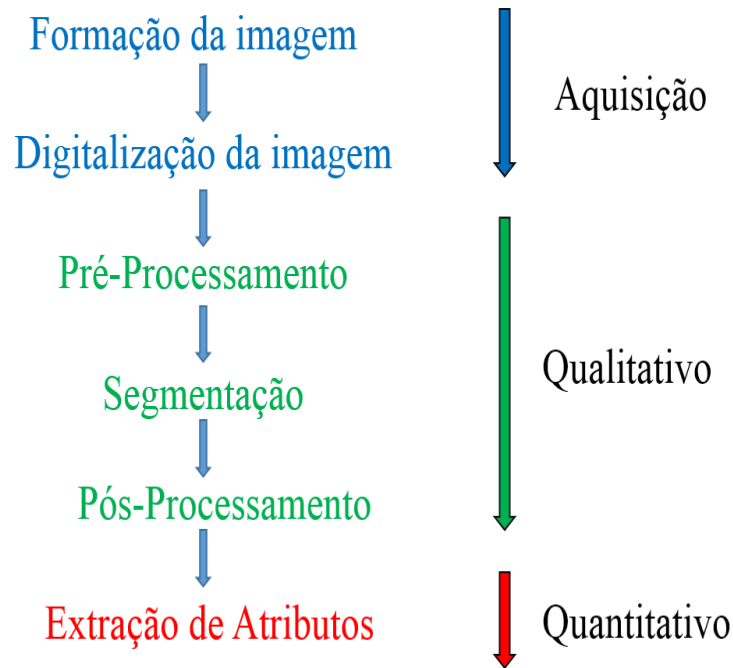 Formação da imagem
Aquisição
Digitalização da imagem
Pré-Processamento
Qualitativo
Segmentação
Pós-Processamento
Extração de Atributos
Quantitativo